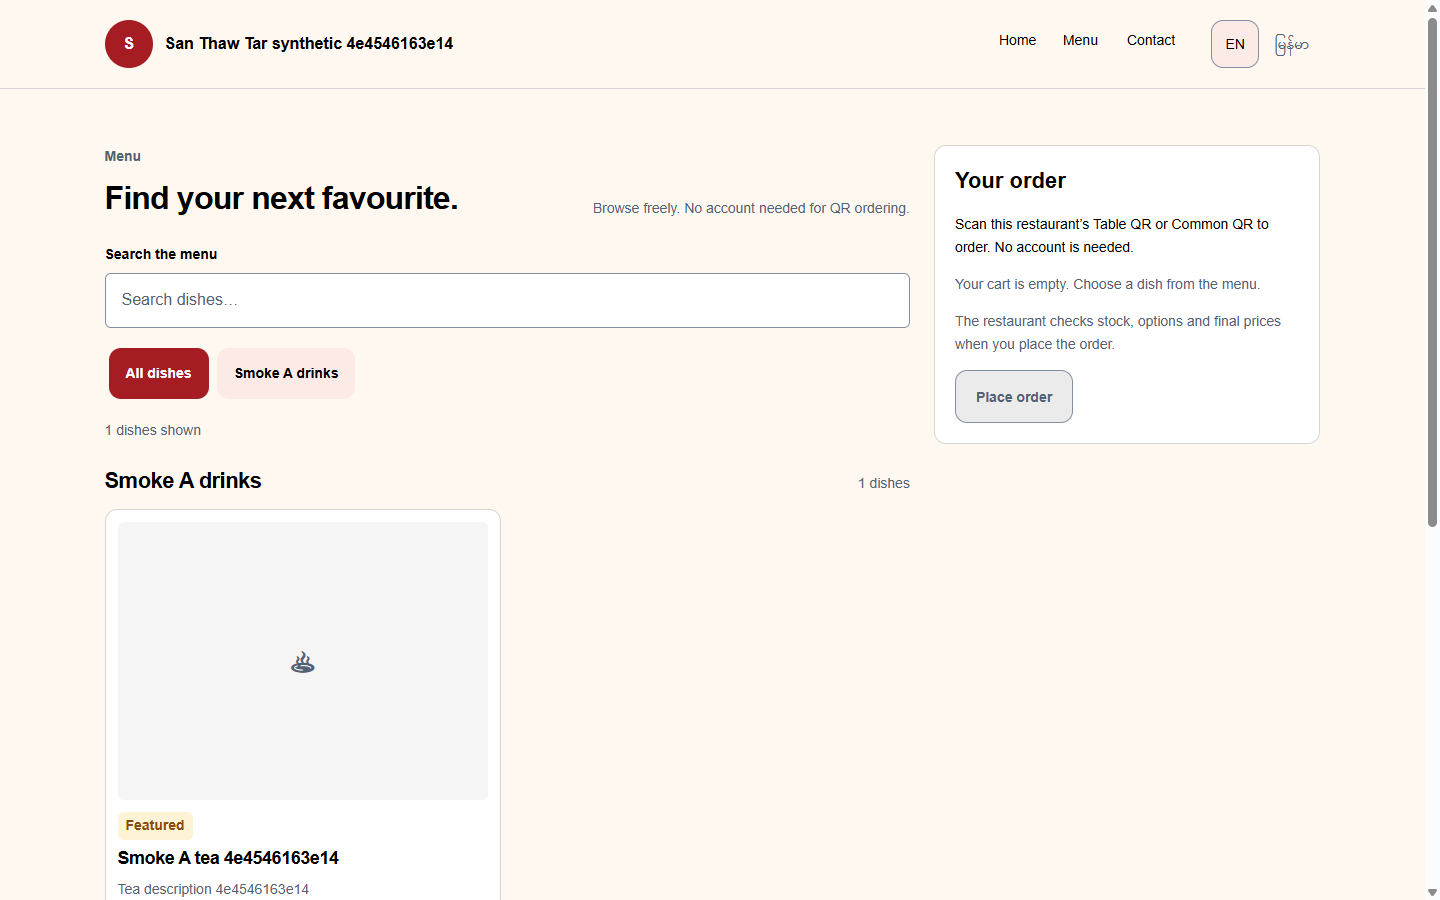 S
San Thaw Tar synthetic 4e4546163e14
Home
Menu
Contact
EN
မြန်မာ
Menu
Find your next favourite.
Browse freely. No account needed for QR ordering.
Search the menu
Search dishes…
All dishes
Smoke A drinks
1 dishes shown
Smoke A drinks
1 dishes
Featured
Smoke A tea 4e4546163e14
Tea description 4e4546163e14
Your order
Scan this restaurant’s Table QR or Common QR to
order. No account is needed.
Your cart is empty. Choose a dish from the menu.
The restaurant checks stock, options and final prices
when you place the order.
Place order